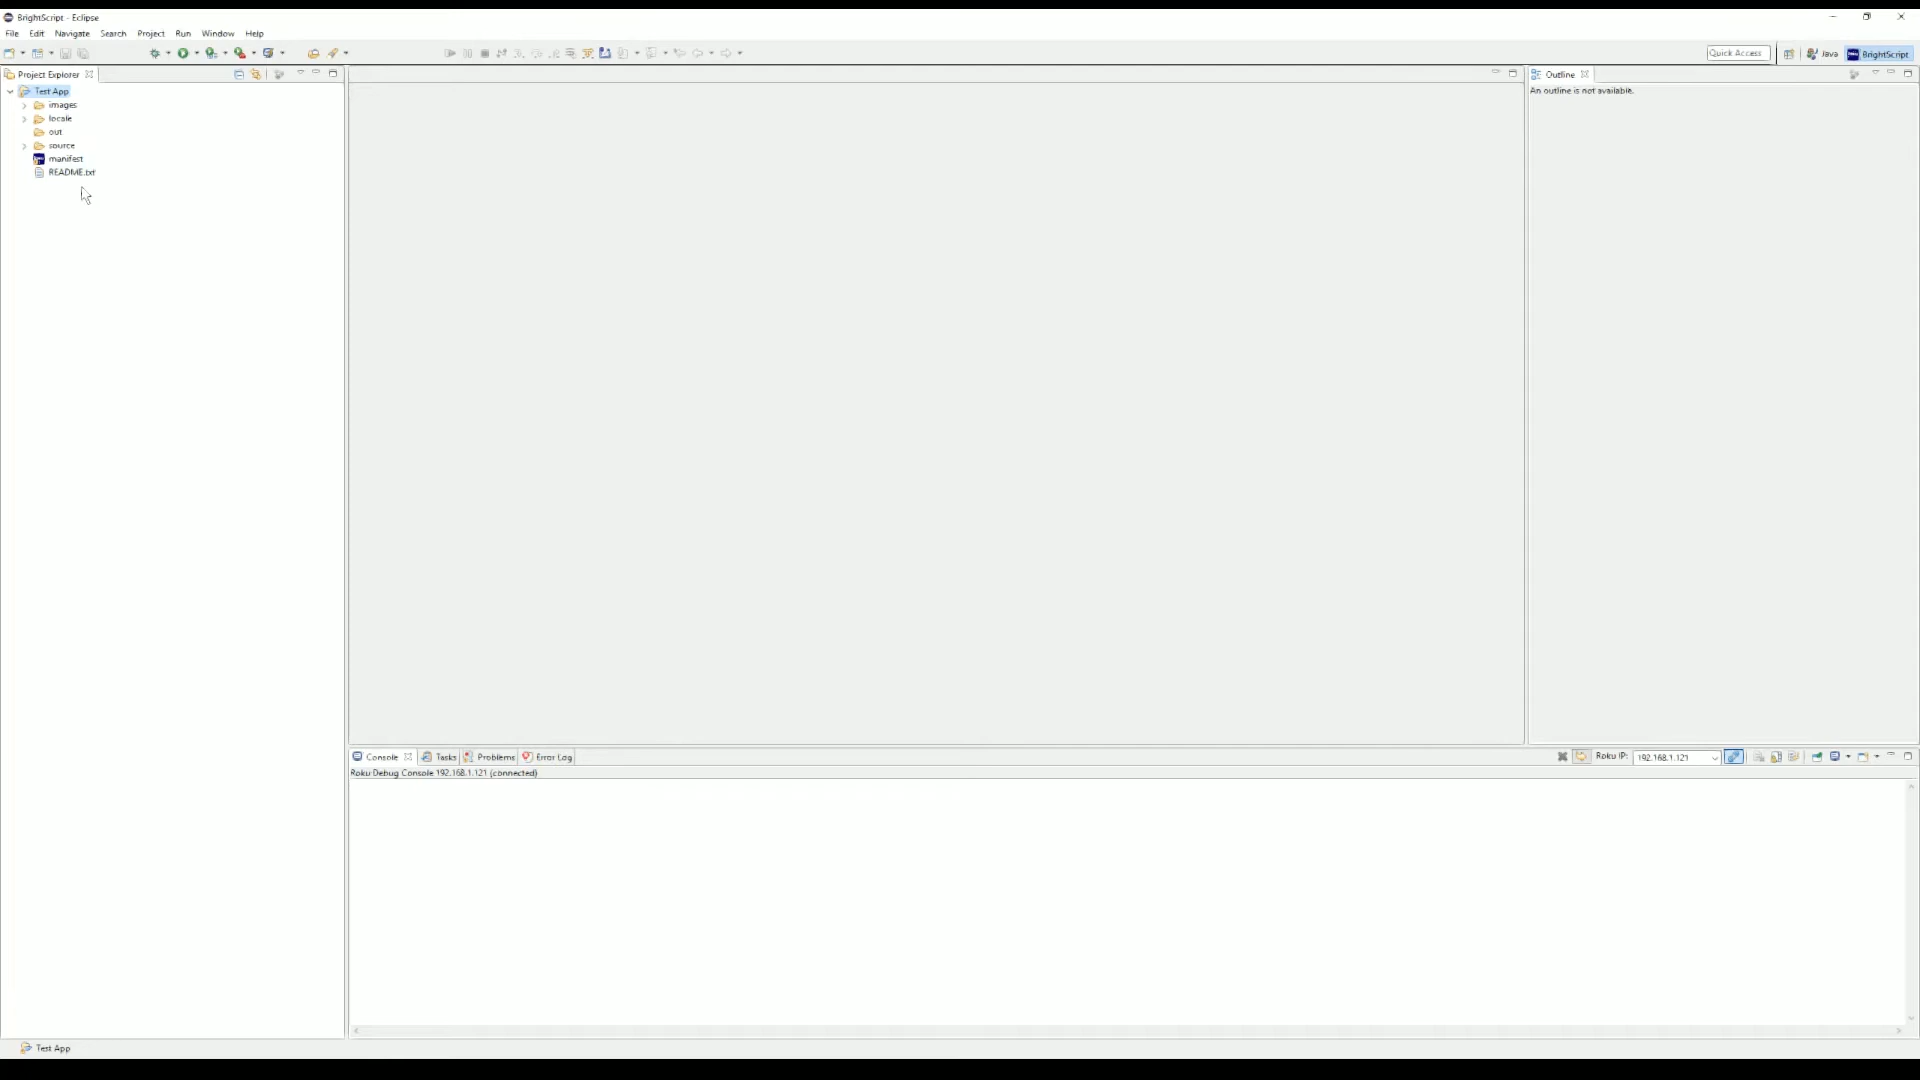 BrightScript - Eclipse
File Edit Navigate Search Project Run Window Help
Quick Access Java BrightScript
Project Explorer
Test App
images
locale
out
source
manifest
README.txt
Outline
An outline is not available.
Console Tasks Problems Error Log Roku IP: 192.168.1.121
Roku Debug Console 192.168.1.121 (connected)
Test App